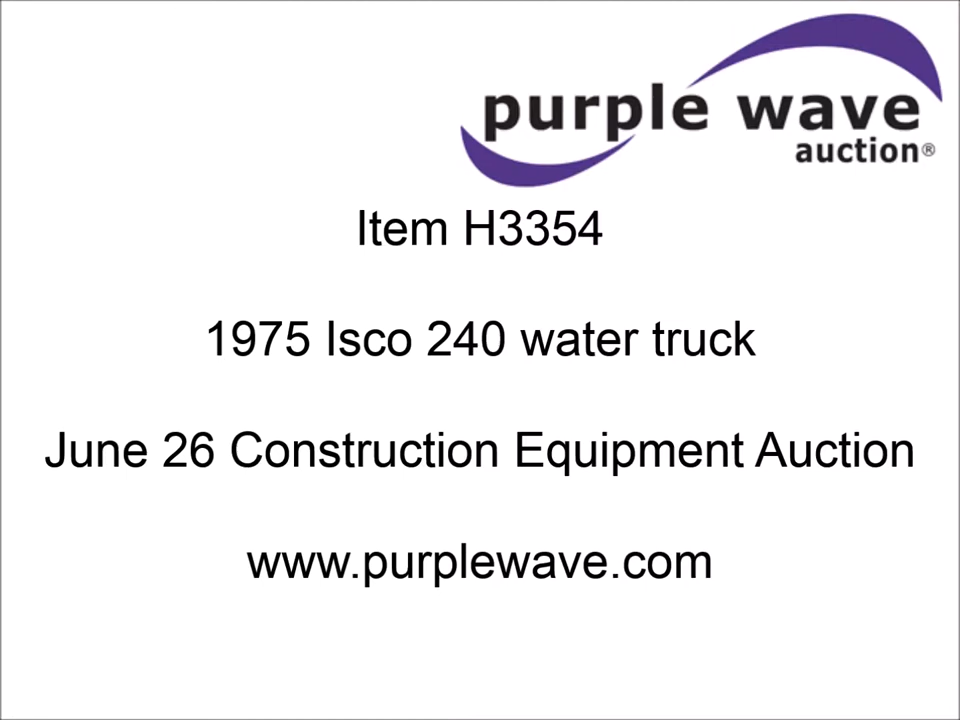 purple wave
auction®
Item H3354
1975 Isco 240 water truck
June 26 Construction Equipment Auction
www.purplewave.com